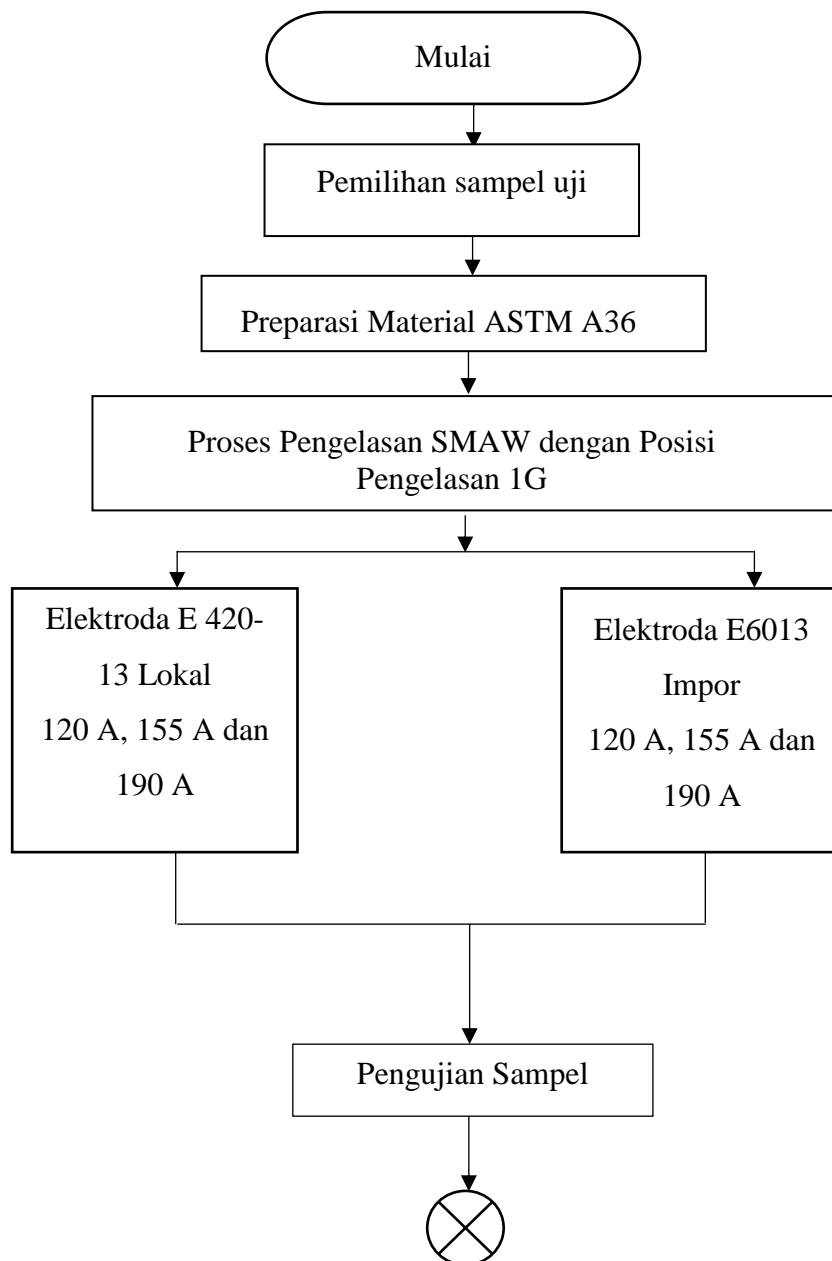 Mulai
Pemilihan sampel uji
Preparasi Material ASTM A36
Proses Pengelasan SMAW dengan Posisi
Pengelasan 1G
Elektroda E 420-
13 Lokal
120 A, 155 A dan
190 A
Elektroda E6013
Impor
120 A, 155 A dan
190 A
Pengujian Sampel